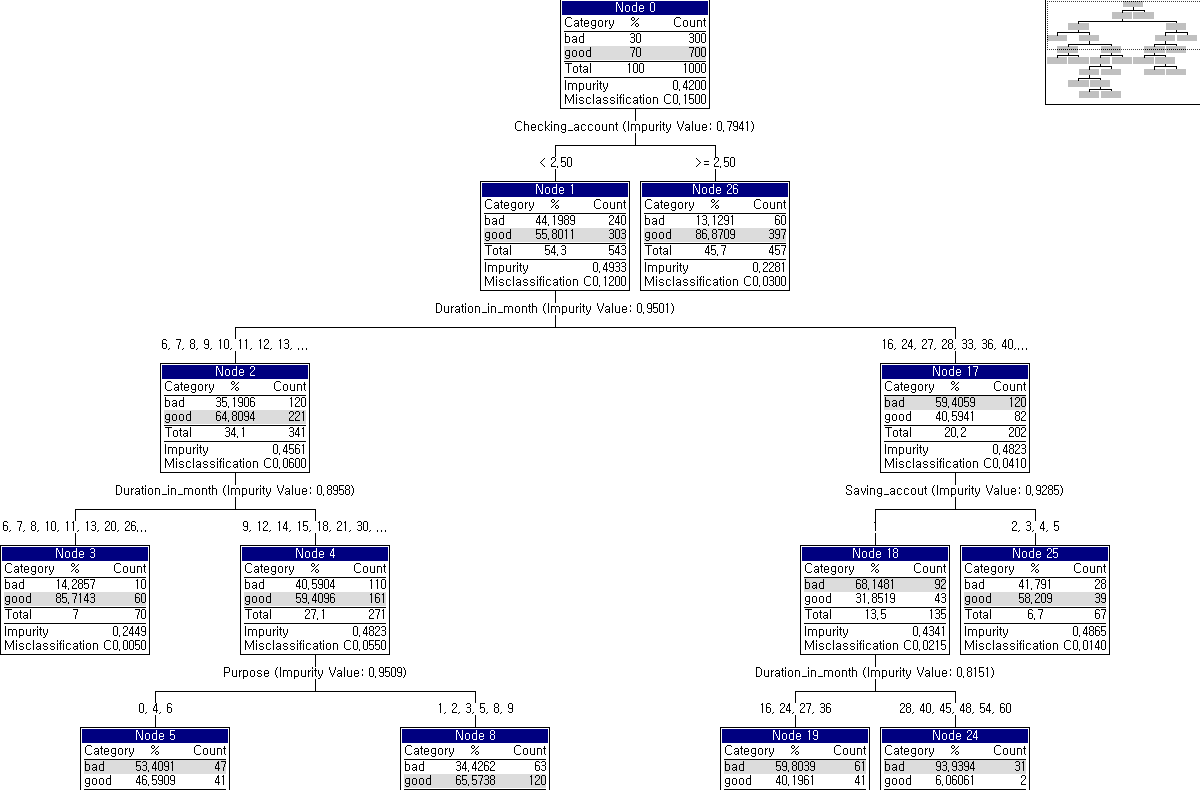 Node 0
Category % Count
bad 30 300
good 70 700
Total 100 1000
Impurity 0,4200
Misclassification C0,1500
Checking_account (Impurity Value: 0,7941)
< 2,50 >= 2,50
Node 1 Node 26
Category % Count Category % Count
bad 44,1989 240 bad 13,1291 60
good 55,8011 303 good 86,8709 397
Total 54,3 543 Total 45,7 457
Impurity 0,4933 Impurity 0,2281
Misclassification C0,1200 Misclassification C0,0300
Duration_in_month (Impurity Value: 0,9501)
6, 7, 8, 9, 10, 11, 12, 13, ... 16, 24, 27, 28, 33, 36, 40,...
Node 2 Node 17
Category % Count Category % Count
bad 35,1906 120 bad 59,4059 120
good 64,8094 221 good 40,5941 82
Total 34,1 341 Total 20,2 202
Impurity 0,4561 Impurity 0,4823
Misclassification C0,0600 Misclassification C0,0410
Duration_in_month (Impurity Value: 0,8958) Saving_accout (Impurity Value: 0,9285)
6, 7, 8, 10, 11, 13, 20, 26,.. 9, 12, 14, 15, 18, 21, 30, ... 1 2, 3, 4, 5
Node 3 Node 4 Node 18 Node 25
Category % Count Category % Count Category % Count Category % Count
bad 14,2857 10 bad 40,5904 110 bad 68,1481 92 bad 41,791 28
good 85,7143 60 good 59,4096 161 good 31,8519 43 good 58,209 39
Total 7 70 Total 27,1 271 Total 13,5 135 Total 6,7 67
Impurity 0,2449 Impurity 0,4823 Impurity 0,4341 Impurity 0,4865
Misclassification C0,0050 Misclassification C0,0550 Misclassification C0,0215 Misclassification C0,0140
Purpose (Impurity Value: 0,9509) Duration_in_month (Impurity Value: 0,8151)
0, 4, 6 1, 2, 3, 5, 8, 9 16, 24, 27, 36 28, 40, 45, 48, 54, 60
Node 5 Node 8 Node 19 Node 24
Category % Count Category % Count Category % Count Category % Count
bad 53,4091 47 bad 34,4262 63 bad 59,8039 61 bad 93,9394 31
good 46,5909 41 good 65,5738 120 good 40,1961 41 good 6,06061 2